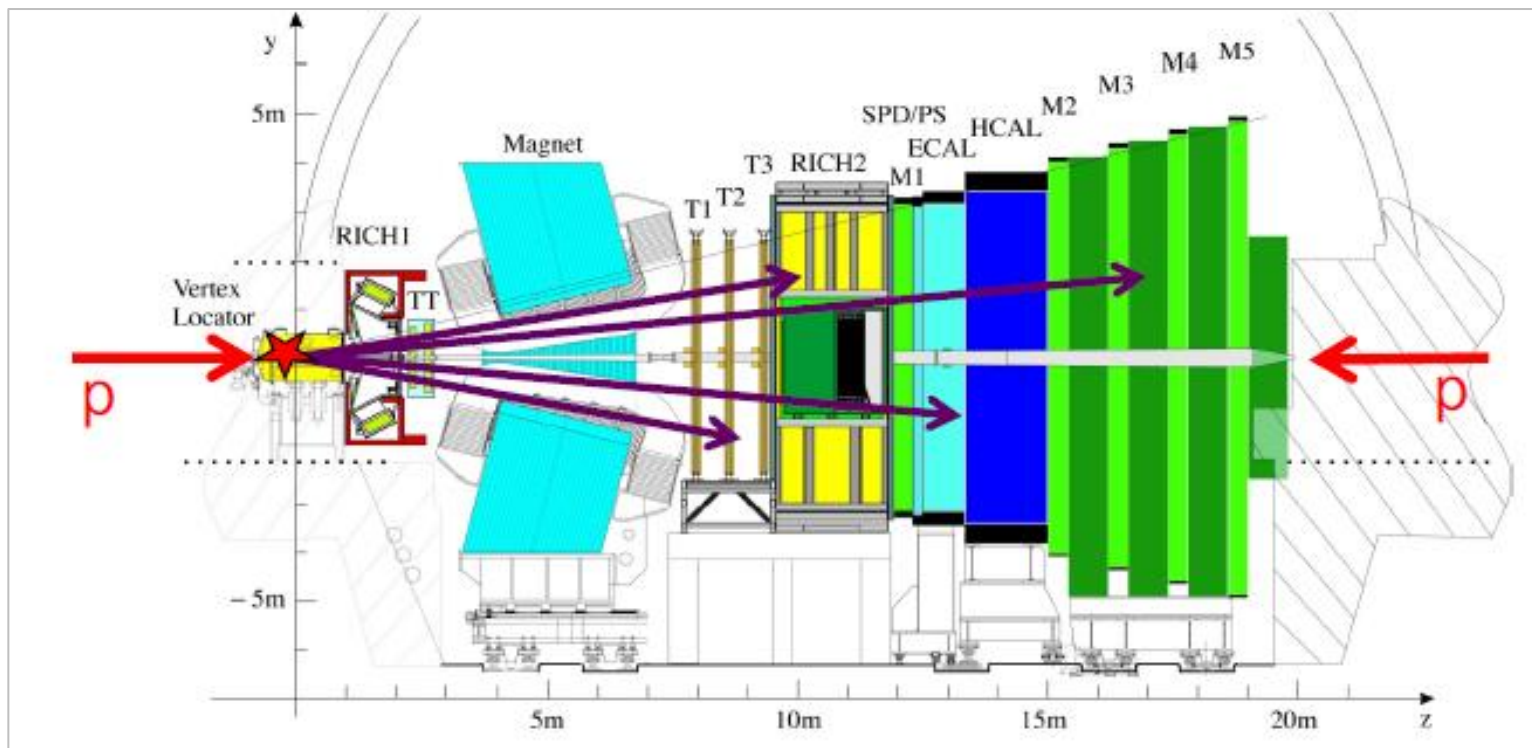 y
5m
Magnet
RICH1
Vertex
Locator
TT
T1
T2
T3
RICH2
SPD/PS
M1
ECAL
HCAL
M2
M3
M4
M5
p
p
– 5m
5m
10m
15m
20m
z